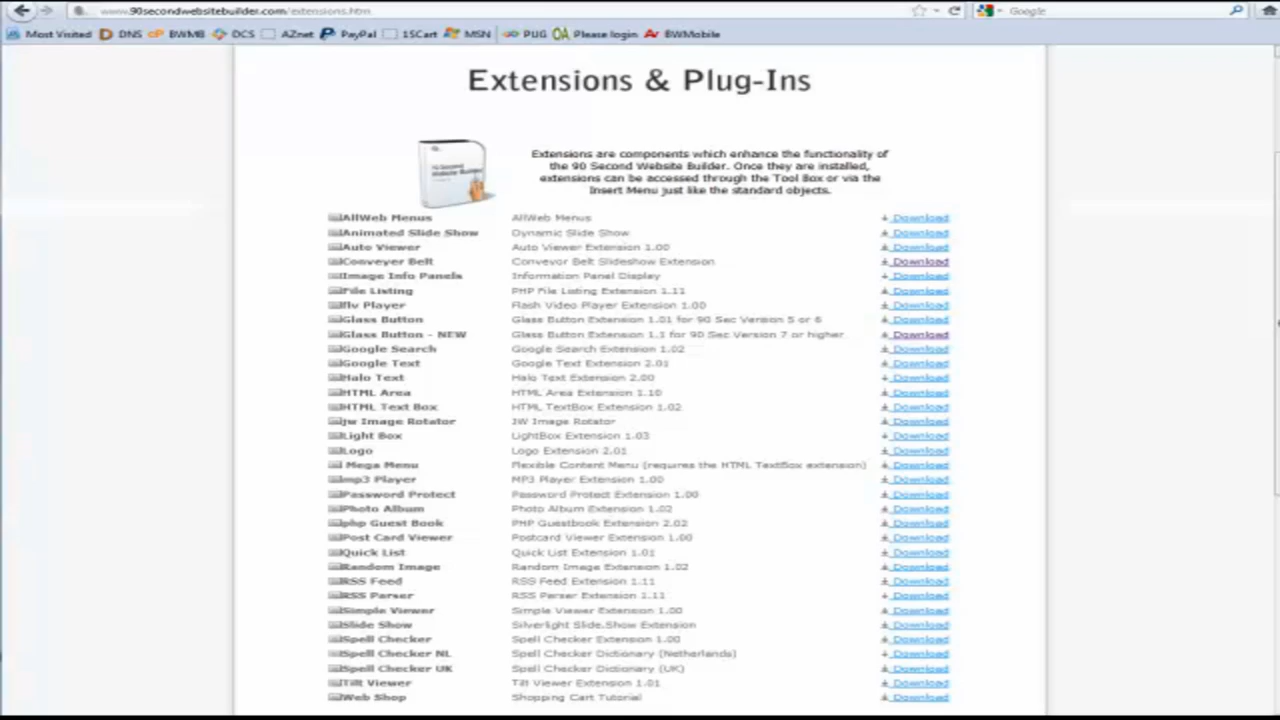 www.90secondwebsitebuilder.com/extensions.htm Google
Most Visited DNS BWMB DCS AZnet PayPal 1SCart MSN PUG Please login BWMobile
Extensions & Plug-Ins
Extensions are components which enhance the functionality of
the 90 Second Website Builder. Once they are installed,
extensions can be accessed through the Tool Box or via the
Insert Menu just like the standard objects.
90 Second
Website Builder
AllWeb Menus AllWeb Menus Download
Animated Slide Show Dynamic Slide Show Download
Auto Viewer Auto Viewer Extension 1.00 Download
Conveyer Belt Conveyor Belt Slideshow Extension Download
Image Info Panels Information Panel Display Download
File Listing PHP File Listing Extension 1.11 Download
flv Player Flash Video Player Extension 1.00 Download
Glass Button Glass Button Extension 1.01 for 90 Sec Version 5 or 6 Download
Glass Button - NEW Glass Button Extension 1.1 for 90 Sec Version 7 or higher Download
Google Search Google Search Extension 1.02 Download
Google Text Google Text Extension 2.01 Download
Halo Text Halo Text Extension 2.00 Download
HTML Area HTML Area Extension 1.10 Download
HTML Text Box HTML TextBox Extension 1.02 Download
jw Image Rotator JW Image Rotator Download
Light Box LightBox Extension 1.03 Download
Logo Logo Extension 2.01 Download
Mega Menu Flexible Content Menu (requires the HTML TextBox extension) Download
mp3 Player MP3 Player Extension 1.00 Download
Password Protect Password Protect Extension 1.00 Download
Photo Album Photo Album Extension 1.02 Download
php Guest Book PHP Guestbook Extension 2.02 Download
Post Card Viewer Postcard Viewer Extension 1.00 Download
Quick List Quick List Extension 1.01 Download
Random Image Random Image Extension 1.02 Download
RSS Feed RSS Feed Extension 1.11 Download
RSS Parser RSS Parser Extension 1.11 Download
Simple Viewer Simple Viewer Extension 1.00 Download
Slide Show Silverlight Slide.Show Extension Download
Spell Checker Spell Checker Extension 1.00 Download
Spell Checker NL Spell Checker Dictionary (Netherlands) Download
Spell Checker UK Spell Checker Dictionary (UK) Download
Tilt Viewer Tilt Viewer Extension 1.01 Download
Web Shop Shopping Cart Tutorial Download